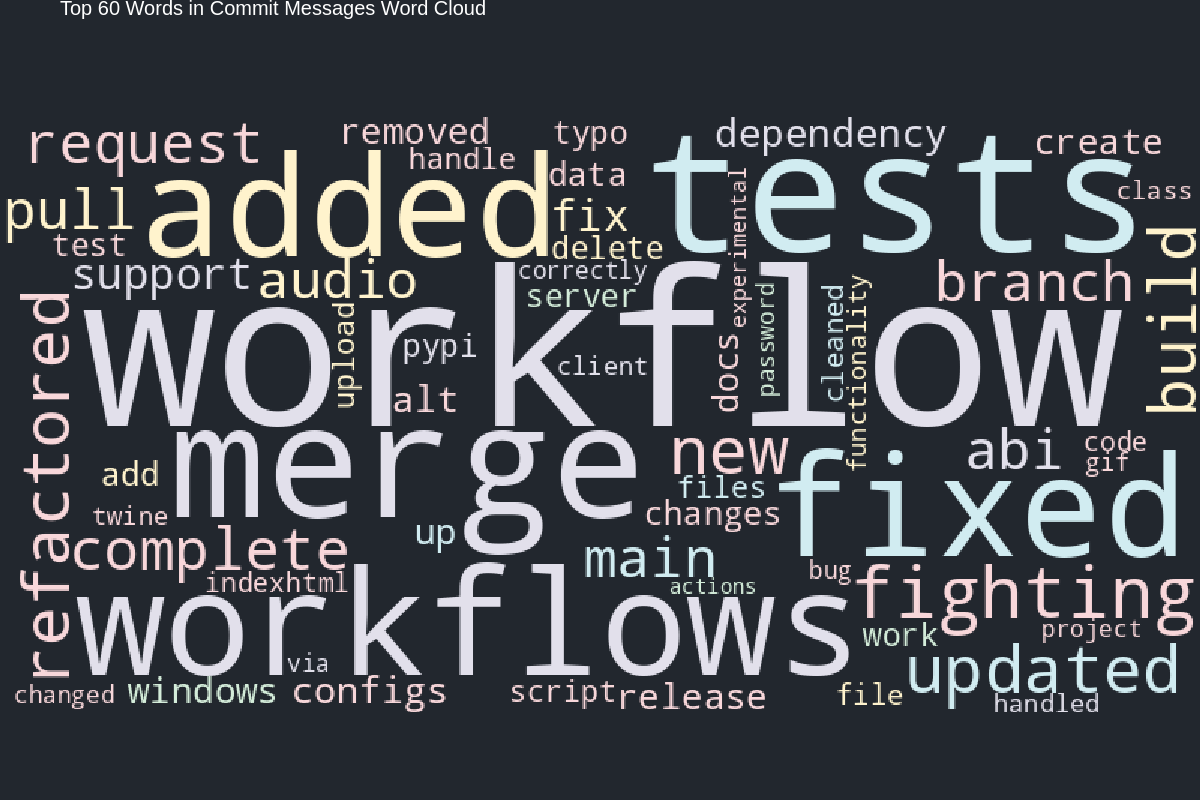 Top 60 Words in Commit Messages Word Cloud
request
removed
typo
dependency
create
handle
added
tests
data
class
pull
fix
experimental
test
delete
build
support
audio
correctly
branch
server
workflow
refactored
upload
pypi
client
docs
password
cleaned
functionality
alt
merge
new
abi
code
gif
add
files
fixed
twine
changes
up
complete
main
indexhtml
actions
bug
fighting
workflows
project
work
via
updated
changed
windows
configs
script
release
file
handled